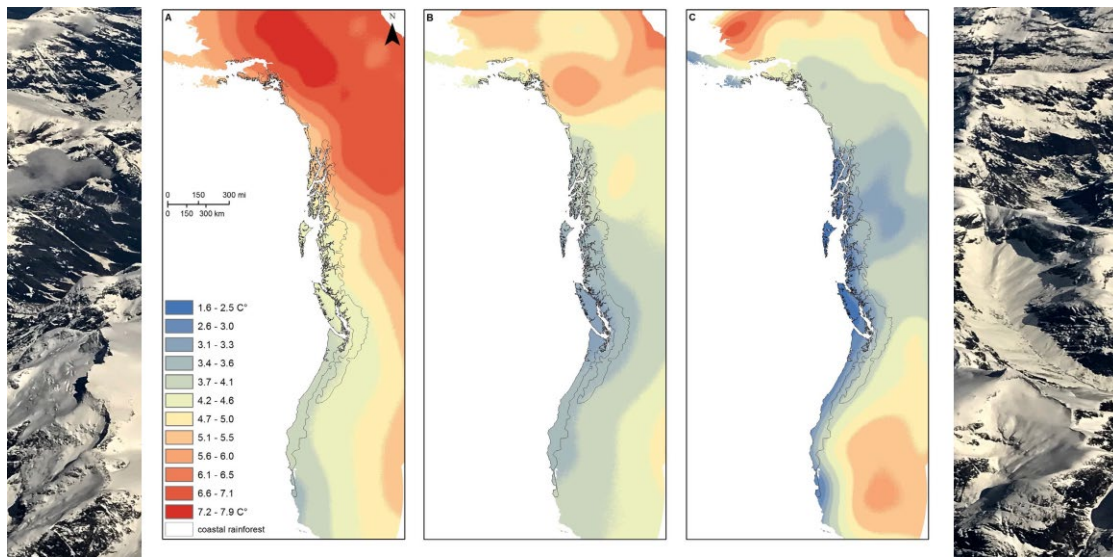 A
N
B
C
0 150 300 mi
0 150 300 km
1.6 - 2.5 C°
2.6 - 3.0
3.1 - 3.3
3.4 - 3.6
3.7 - 4.1
4.2 - 4.6
4.7 - 5.0
5.1 - 5.5
5.6 - 6.0
6.1 - 6.5
6.6 - 7.1
7.2 - 7.9 C°
coastal rainforest